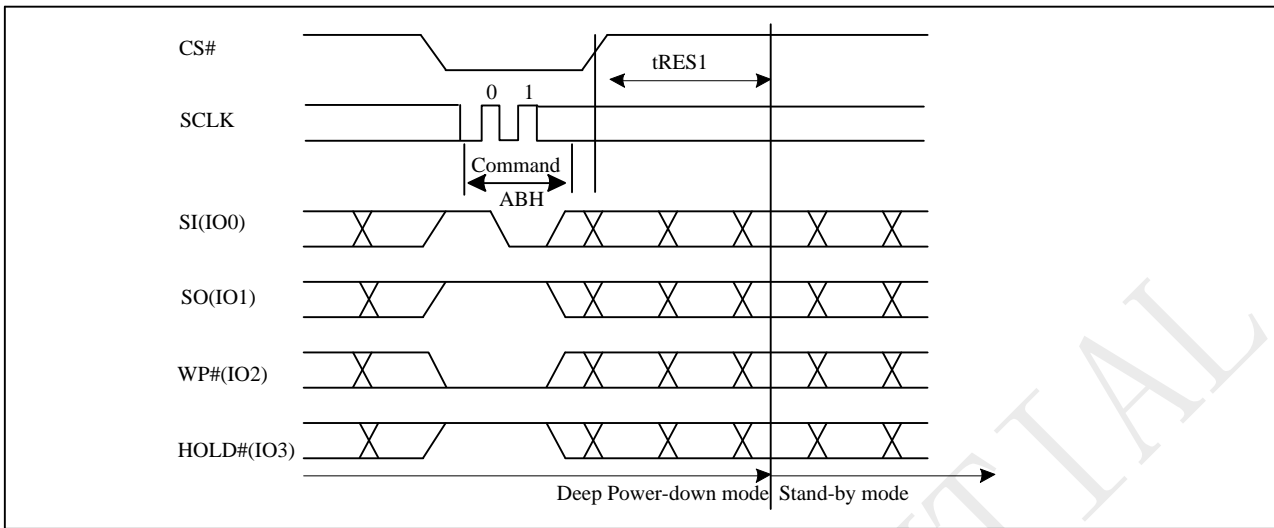 CS#
tRES1
0 1
SCLK
Command
ABH
SI(IO0)
SO(IO1)
WP#(IO2)
HOLD#(IO3)
Deep Power-down mode Stand-by mode
TIAL